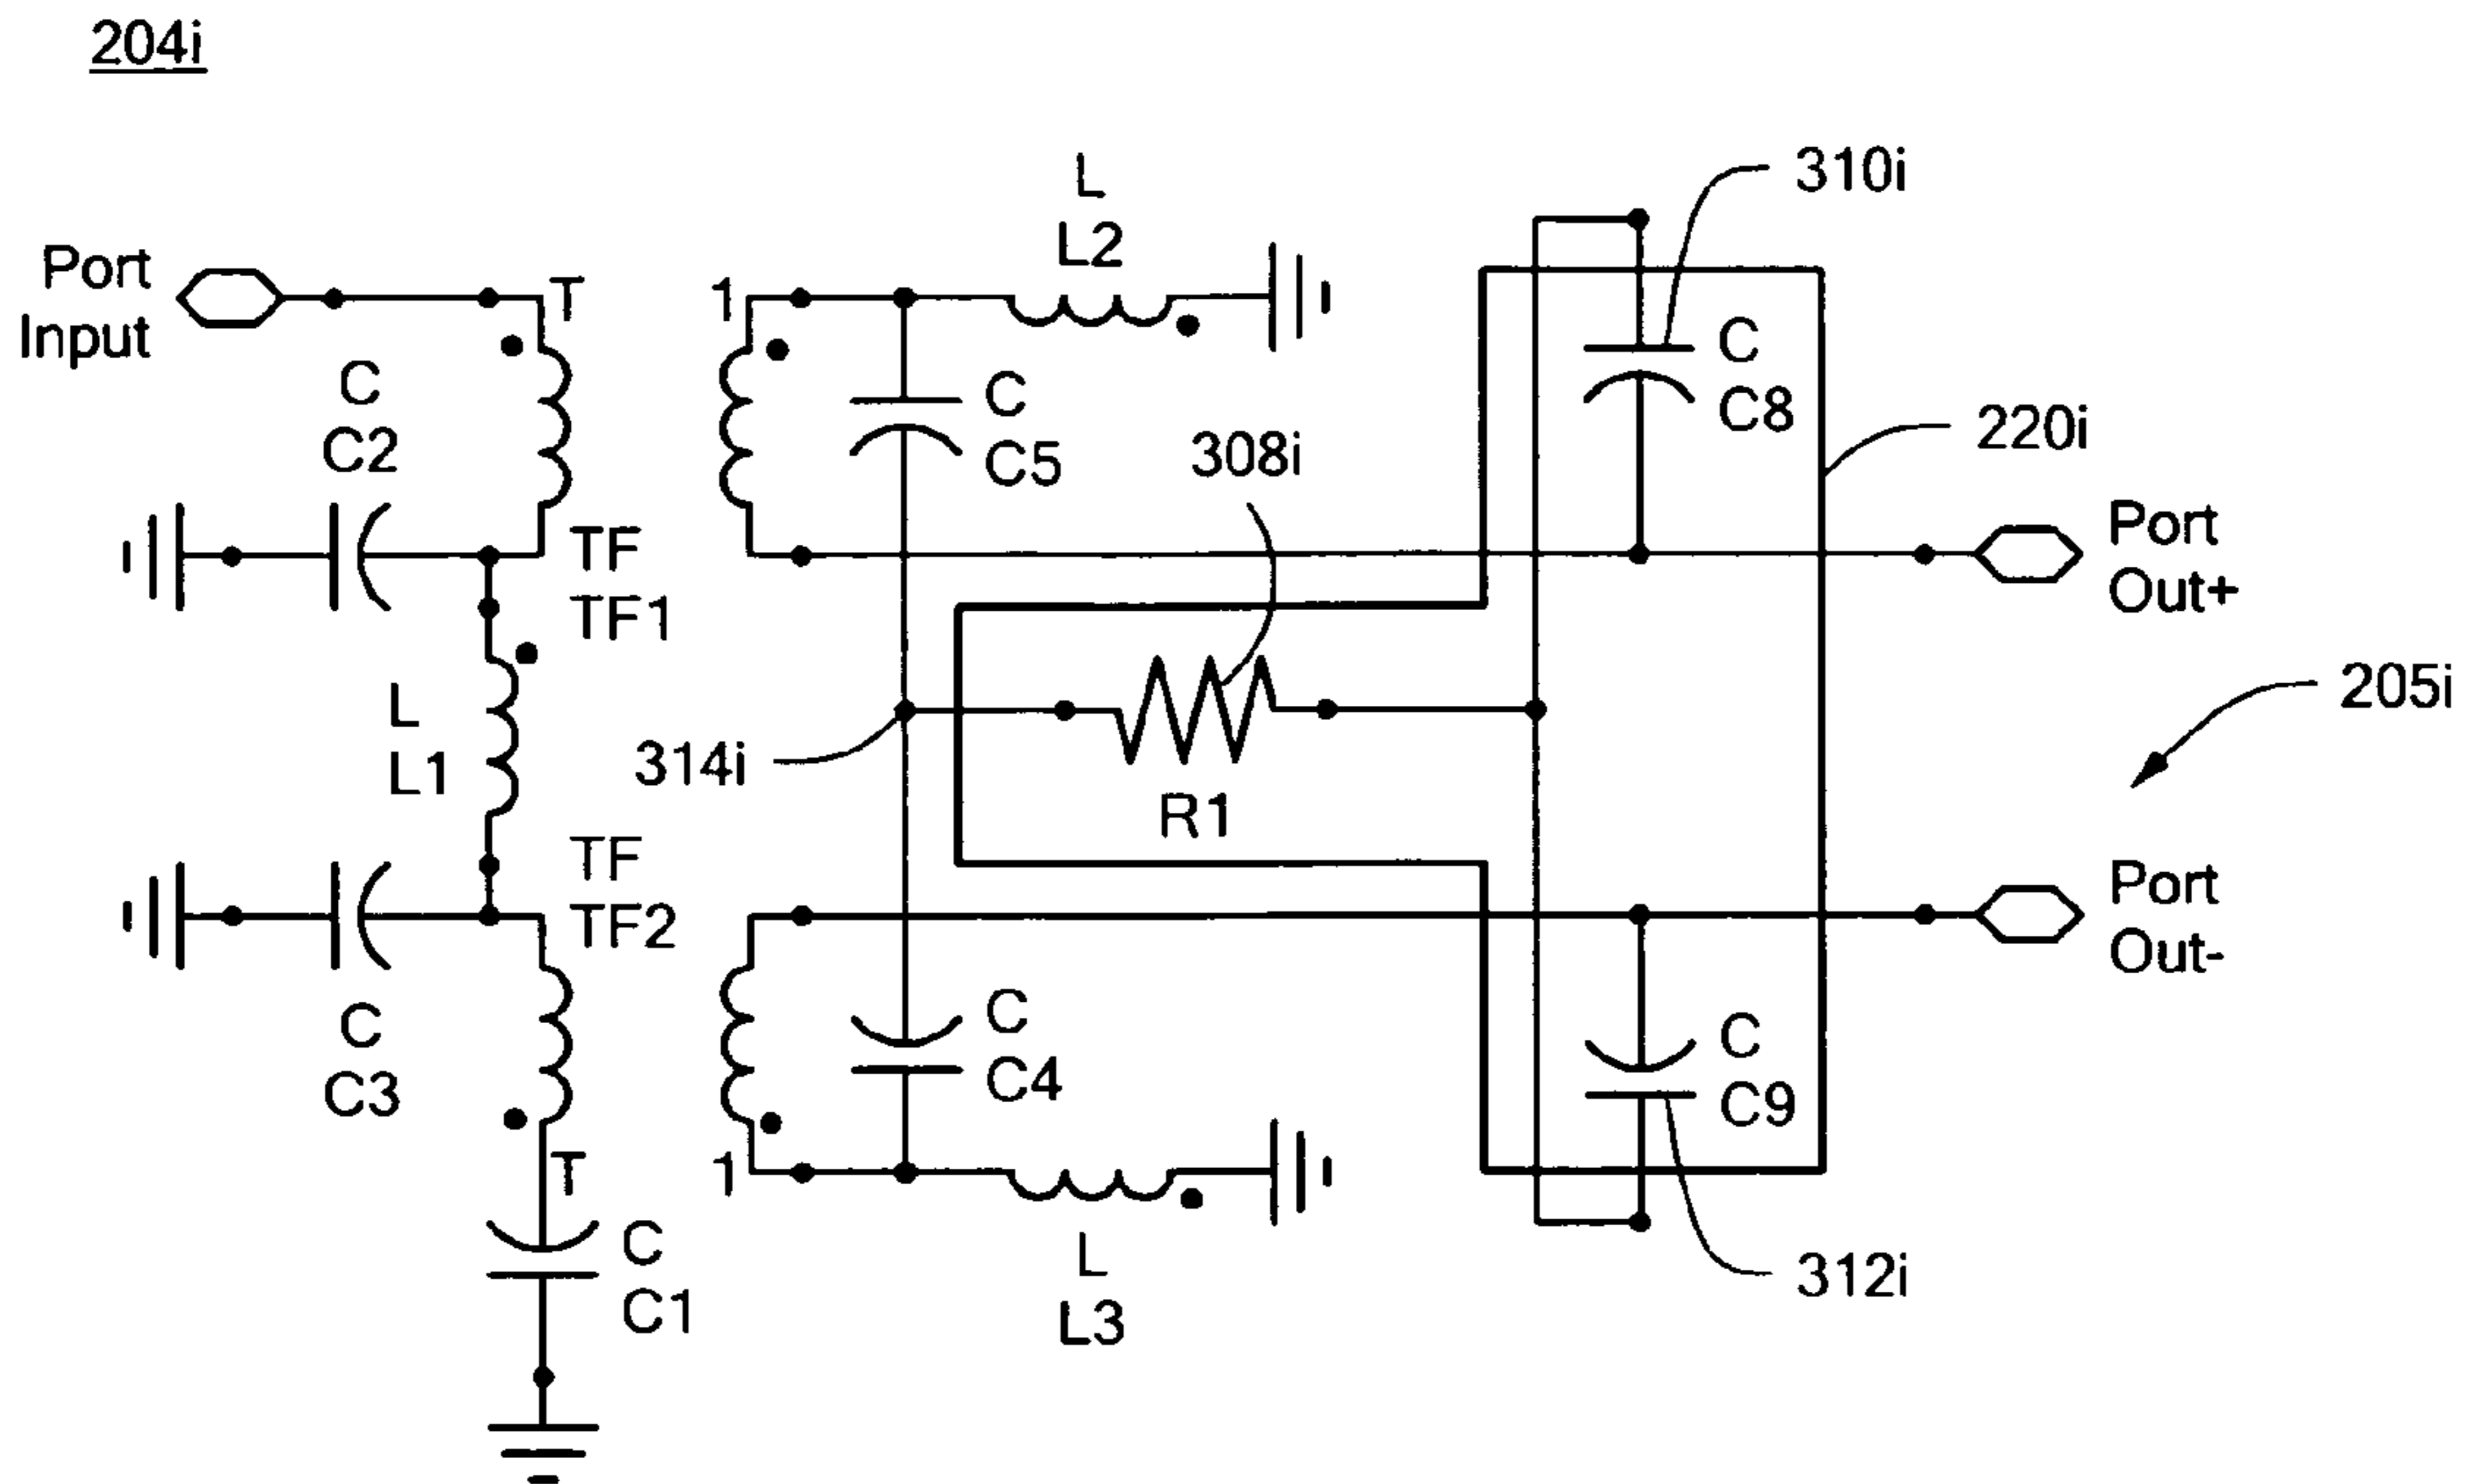 204i
310i
L
L2
Port
Input
T
1
C
C2
C
C5
C
C8
308i
220i
TF
TF1
Port
Out+
L
L1
314i
R1
205i
TF
TF2
Port
Out-
C
C3
C
C4
C
C9
T
1
C
C1
L
L3
312i